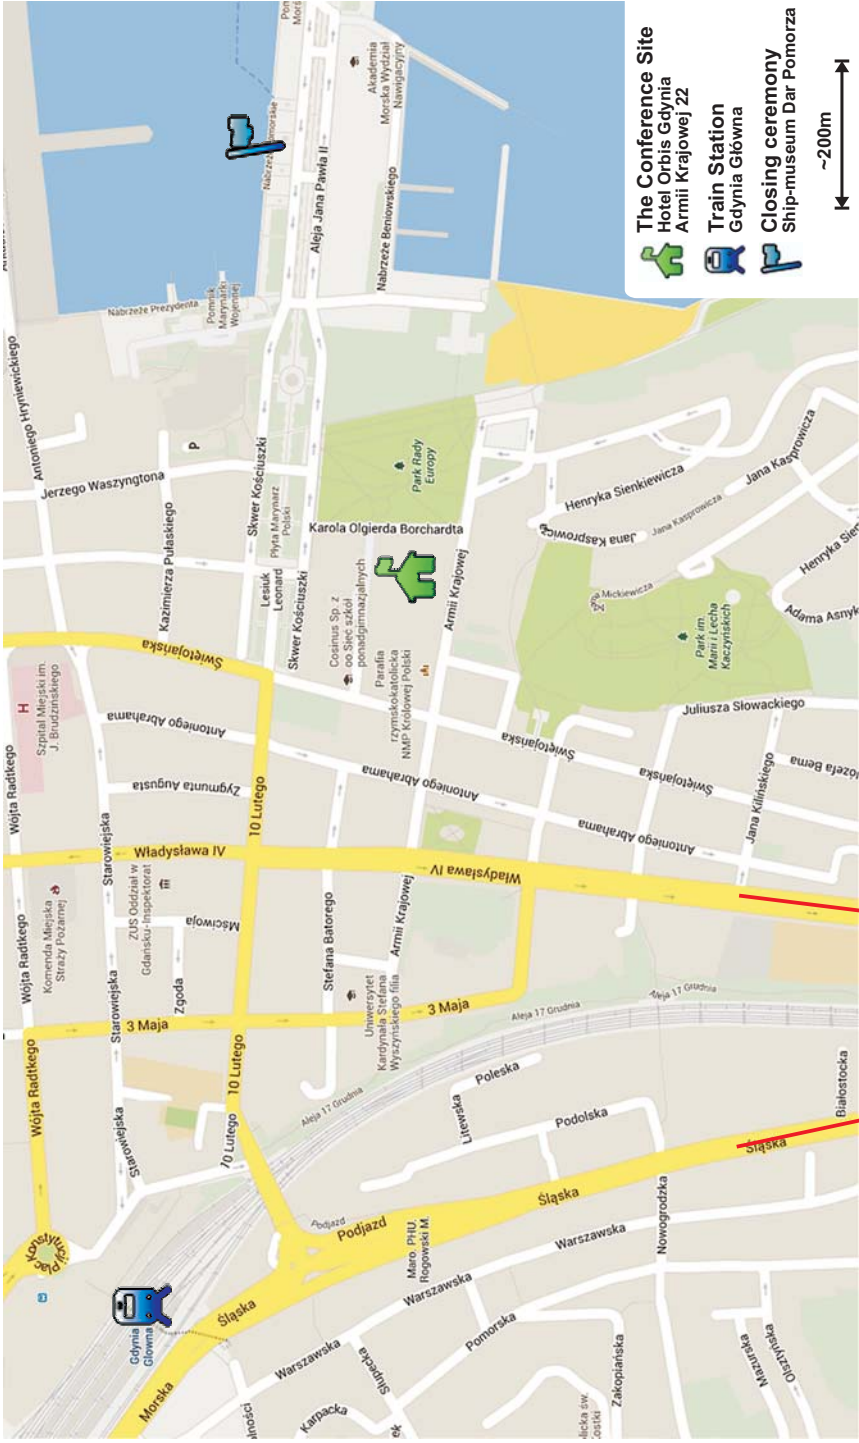 The Conference Site
Hotel Orbis Gdynia
Armii Krajowej 22
Train Station
Gdynia Główna
Closing ceremony
Ship-museum Dar Pomorza
~200m
Antoniego Hryniewickiego
Nabrzeże Prezydenta
Pomnik
Marynarki
Wojennej
Aleja Jana Pawła II
Akademia
Morska Wydział
Nawigacyjny
Nabrzeże Beniowskiego
Jerzego Waszyngtona
P
Kazimierza Pułaskiego
Skwer Kościuszki
Płyta Marynarz
Polski
Lesiuk
Leonard
Skwer Kościuszki
Karola Olgierda Borchardta
Park Rady
Europy
Armii Krajowej
Cosinus Sp. z
oo Sieć szkół
ponadgimnazjalnych
Parafia
rzymskokatolicka
NMP Królowej Polski
Henryka Sienkiewicza
Jana Kasprowicza
Jana Kasprowicza
Park im.
Marii i Lecha
Kaczyńskich
Juliusza Słowackiego
Szpital Miejski im.
J. Brudzińskiego
H
Świętojańska
Antoniego Abrahama
Zygmunta Augusta
10 Lutego
Antoniego Abrahama
Świętojańska
Świętojańska
Antoniego Abrahama
Jana Kilińskiego
Wójta Radtkego
Starowiejska
Władysława IV
Władysława IV
Komenda Miejska
Straży Pożarnej
ZUS Oddział w
Gdańsku-Inspektorat
Mściwoja
Zgoda
Stefana Batorego
Armii Krajowej
Uniwersytet
Kardynała Stefana
Wyszyńskiego filia
Wójta Radtkego
Starowiejska
3 Maja
3 Maja
Aleja 17 Grudnia
Aleja 17 Grudnia
Wójta Radtkego
Starowiejska
10 Lutego
10 Lutego
Aleja 17 Grudnia
Litewska
Poleska
Podolska
Białostocka
Plac Konstytucji
Gdynia
Glowna
Podjazd
Podjazd
Śląska
Śląska
Śląska
Maro. PHU.
Rogowski M.
Morska
Warszawska
Warszawska
Warszawska
Nowogrodzka
Pomorska
Słupecka
Karpacka
Zakopiańska
Mazurska
Olsztyńska